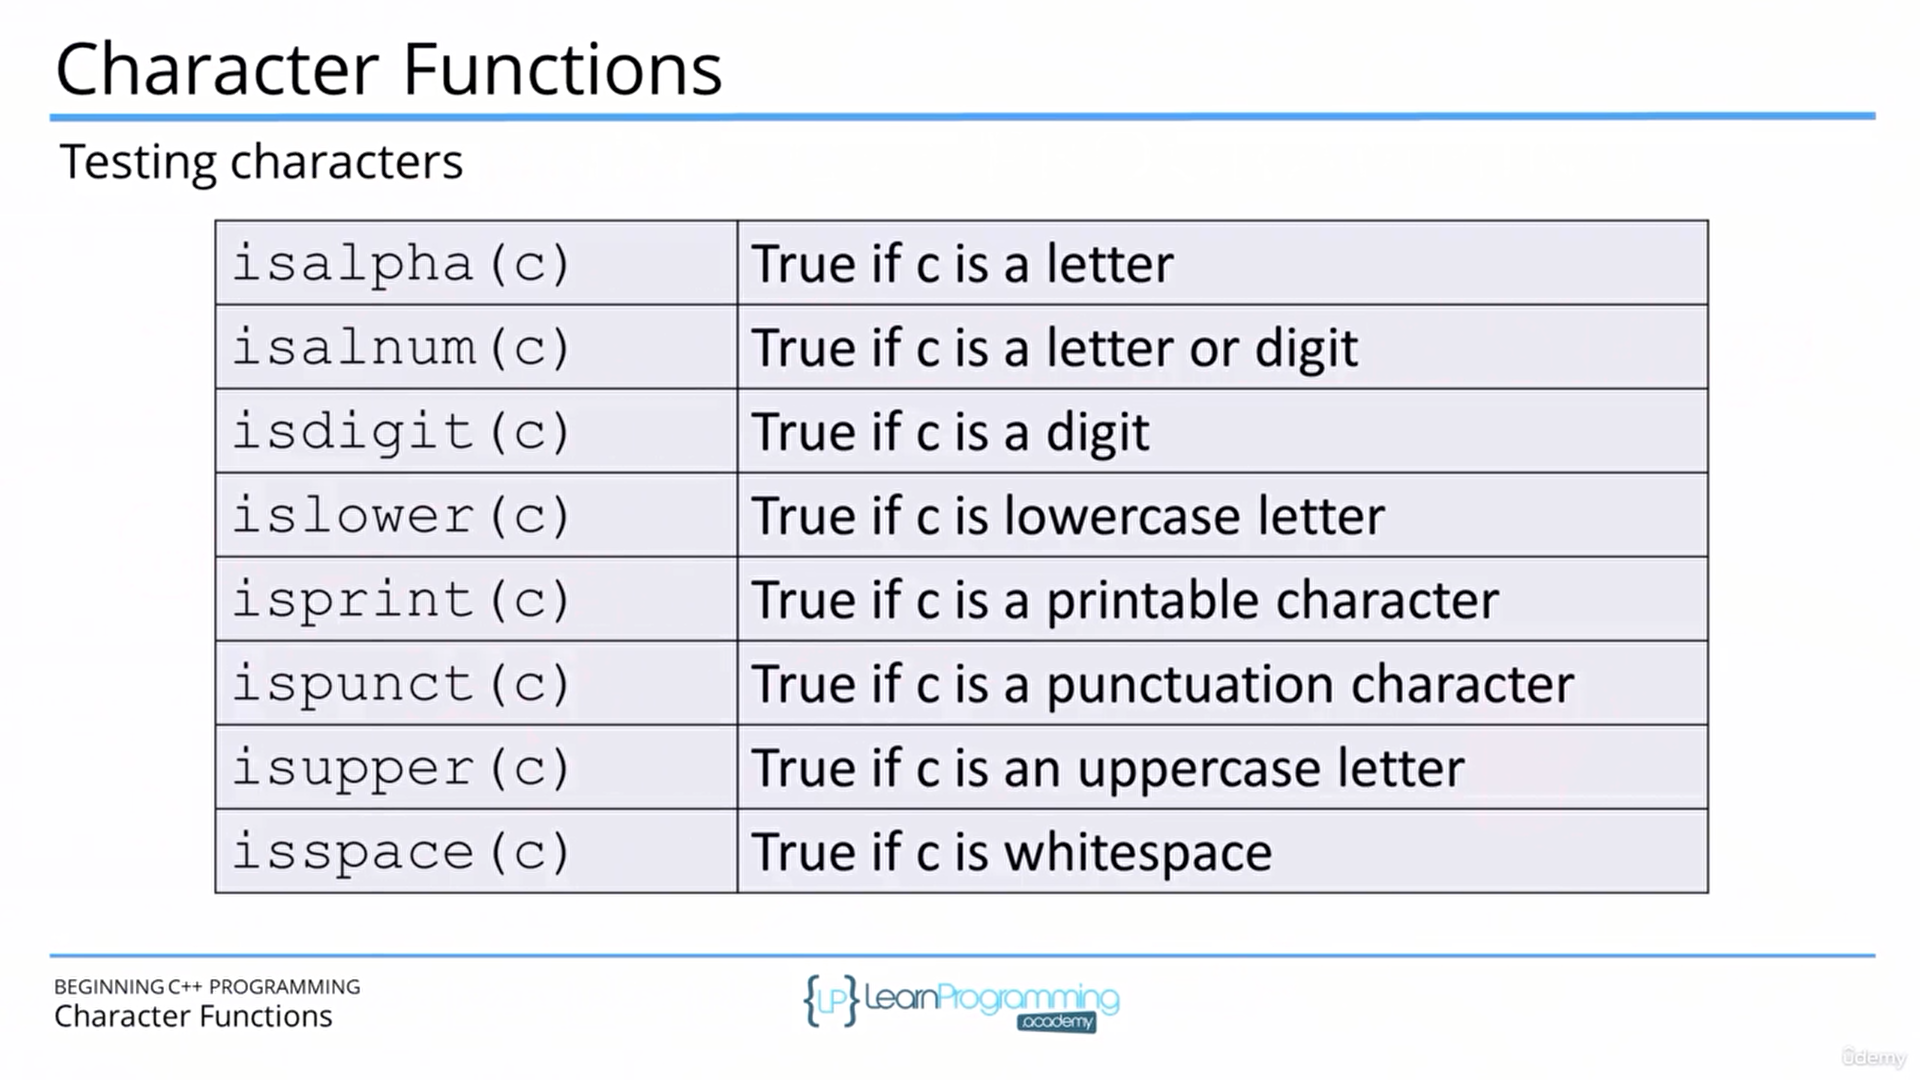 Character Functions
Testing characters
isalpha(c) True if c is a letter
isalnum(c) True if c is a letter or digit
isdigit(c) True if c is a digit
islower(c) True if c is lowercase letter
isprint(c) True if c is a printable character
ispunct(c) True if c is a punctuation character
isupper(c) True if c is an uppercase letter
isspace(c) True if c is whitespace
BEGINNING C++ PROGRAMMING
Character Functions
{LP} LearnProgramming
.academy
ûdemy